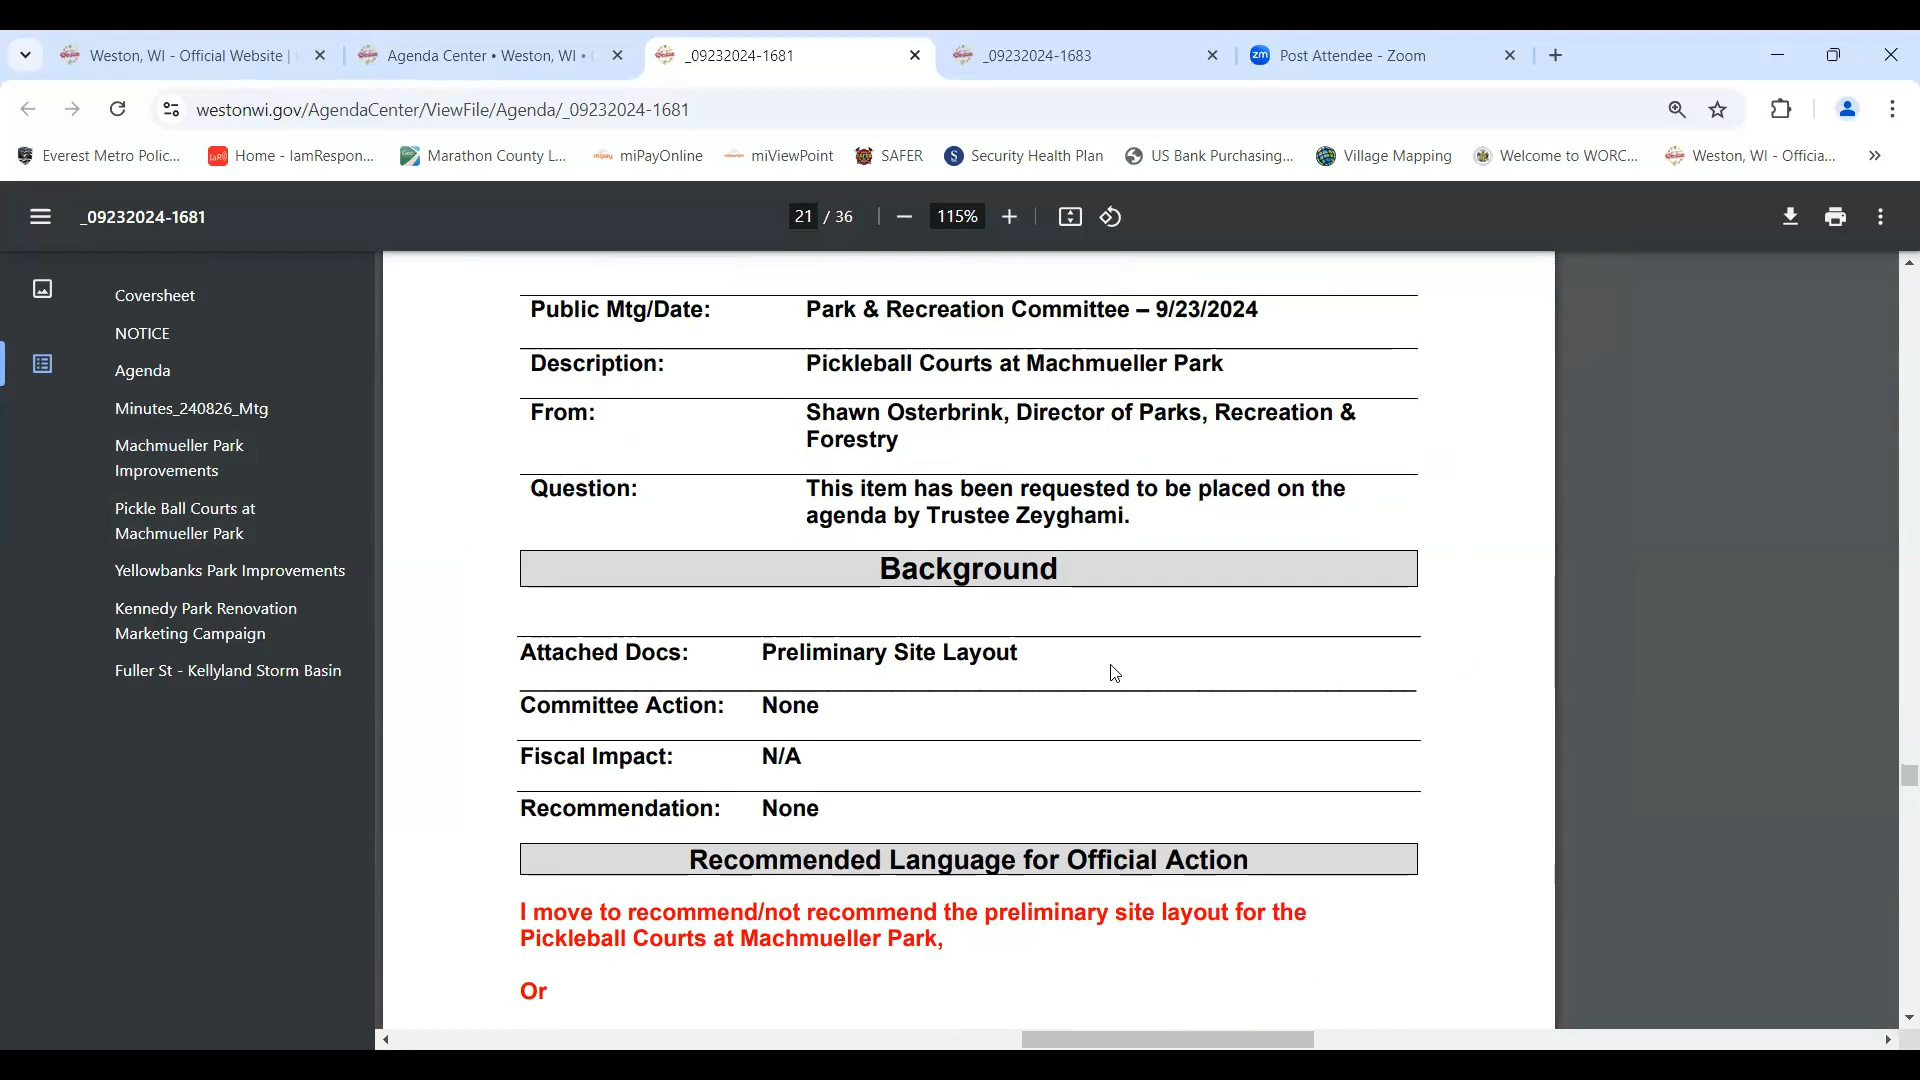 Weston, WI - Official Website |
Agenda Center • Weston, WI •
_09232024-1681
_09232024-1683
zm Post Attendee - Zoom
westonwi.gov/AgendaCenter/ViewFile/Agenda/_09232024-1681
Everest Metro Polic...
Home - IamRespon...
Marathon County L...
miPayOnline
miViewPoint
SAFER
Security Health Plan
US Bank Purchasing...
Village Mapping
Welcome to WORC...
Weston, WI - Officia...
_09232024-1681
21 / 36
115%
Coversheet
NOTICE
Agenda
Minutes_240826_Mtg
Machmueller Park
Improvements
Pickle Ball Courts at
Machmueller Park
Yellowbanks Park Improvements
Kennedy Park Renovation
Marketing Campaign
Fuller St - Kellyland Storm Basin
Public Mtg/Date: Park & Recreation Committee – 9/23/2024
Description: Pickleball Courts at Machmueller Park
From: Shawn Osterbrink, Director of Parks, Recreation &
Forestry
Question: This item has been requested to be placed on the
agenda by Trustee Zeyghami.
Background
Attached Docs: Preliminary Site Layout
Committee Action: None
Fiscal Impact: N/A
Recommendation: None
Recommended Language for Official Action
I move to recommend/not recommend the preliminary site layout for the
Pickleball Courts at Machmueller Park,
Or